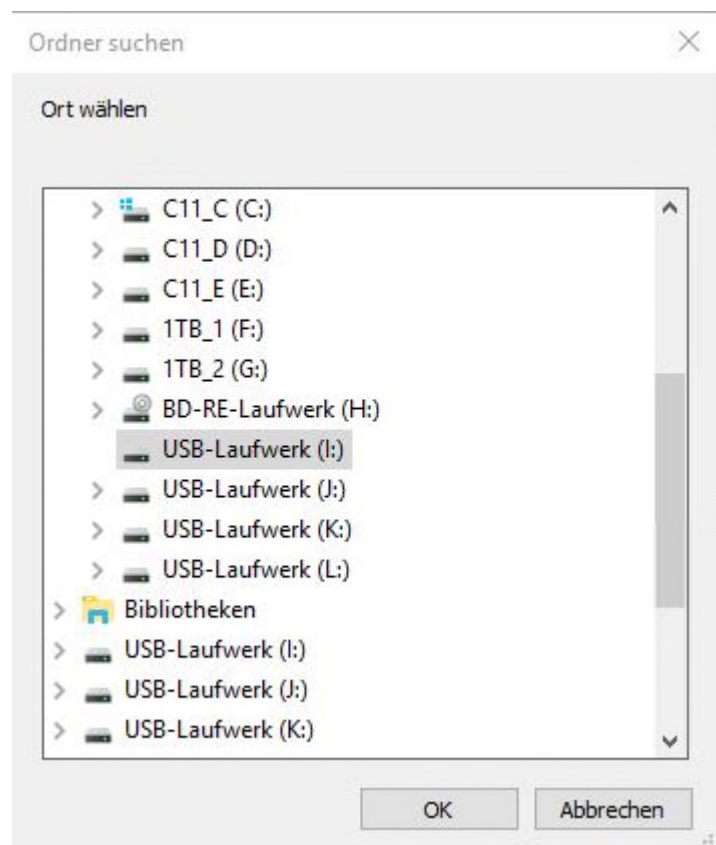 Ordner suchen
Ort wählen
C11_C (C:)
C11_D (D:)
C11_E (E:)
1TB_1 (F:)
1TB_2 (G:)
BD-RE-Laufwerk (H:)
USB-Laufwerk (I:)
USB-Laufwerk (J:)
USB-Laufwerk (K:)
USB-Laufwerk (L:)
Bibliotheken
USB-Laufwerk (I:)
USB-Laufwerk (J:)
USB-Laufwerk (K:)
OK Abbrechen